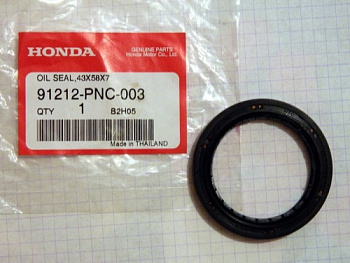 HONDA
GENUINE PARTS
Honda Motor Co., Ltd.
OIL SEAL,43X58X7
91212-PNC-003
QTY 1 B2H05
Made in THAILAND